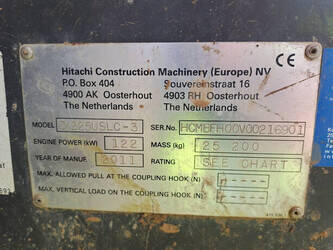 CE
Hitachi Construction Machinery (Europe) NV
P.O. Box 404 Souvereinstraat 16
4900 AK Oosterhout 4903 RH Oosterhout
The Netherlands The Netherlands
MODEL SER.No. HCMBFH00V00216901
ENGINE POWER (kW) 122 MASS (kg) 25 200
YEAR OF MANUF. 2011 RATING SEE CHART
MAX. ALLOWED PULL AT THE COUPLING HOOK (N)
MAX. VERTICAL LOAD ON THE COUPLING HOOK (N)